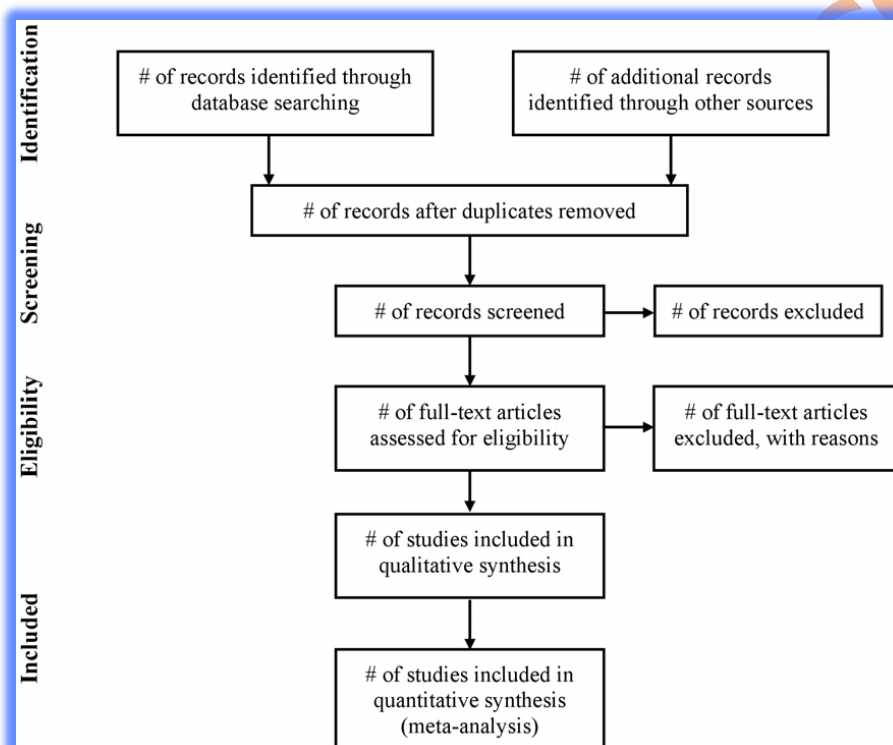 Identification
# of records identified through
database searching
# of additional records
identified through other sources
# of records after duplicates removed
Screening
# of records screened
# of records excluded
Eligibility
# of full-text articles
assessed for eligibility
# of full-text articles
excluded, with reasons
# of studies included in
qualitative synthesis
Included
# of studies included in
quantitative synthesis
(meta-analysis)